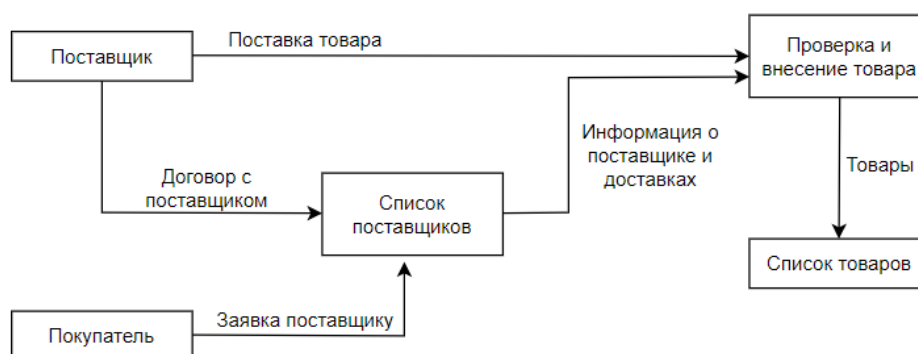 Поставщик
Поставка товара
Проверка и
внесение товара
Информация о
поставщике и
доставках
Товары
Договор с
поставщиком
Список
поставщиков
Список товаров
Покупатель
Заявка поставщику